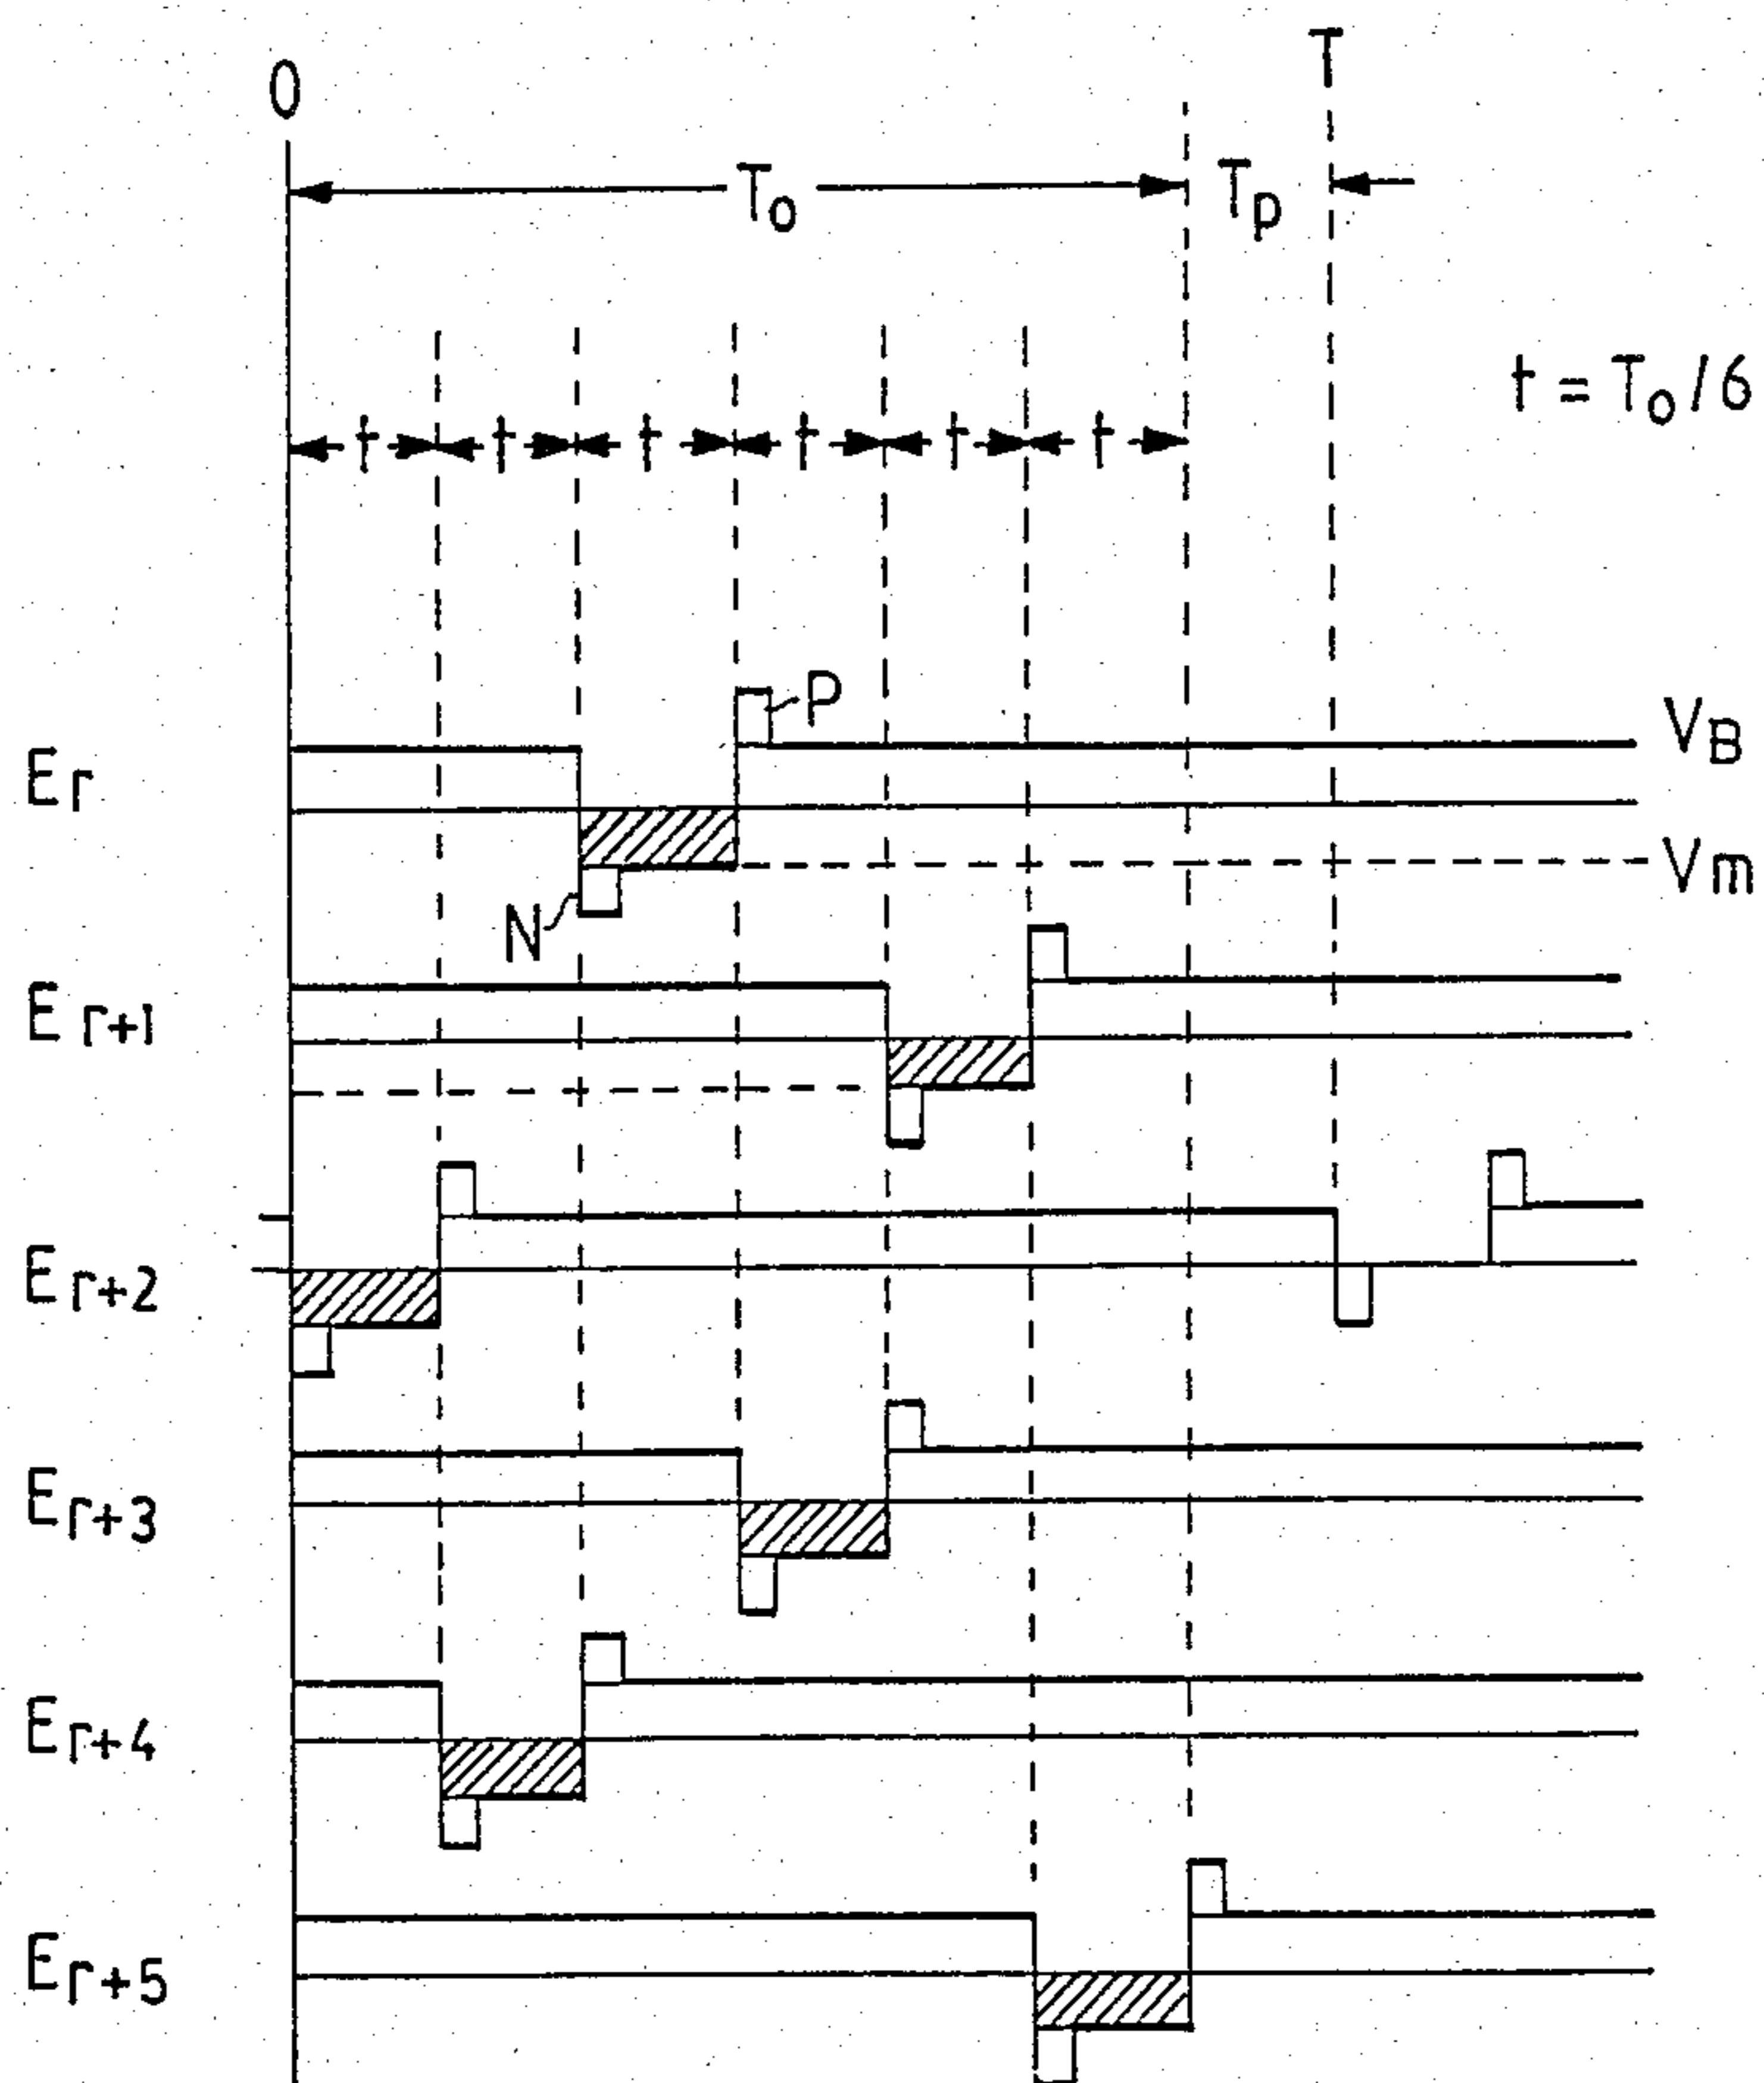 0 T
T₀ Tp
t = T₀/6
t t t t t t
P
Er VB
Vm
N
Er+1
Er+2
Er+3
Er+4
Er+5